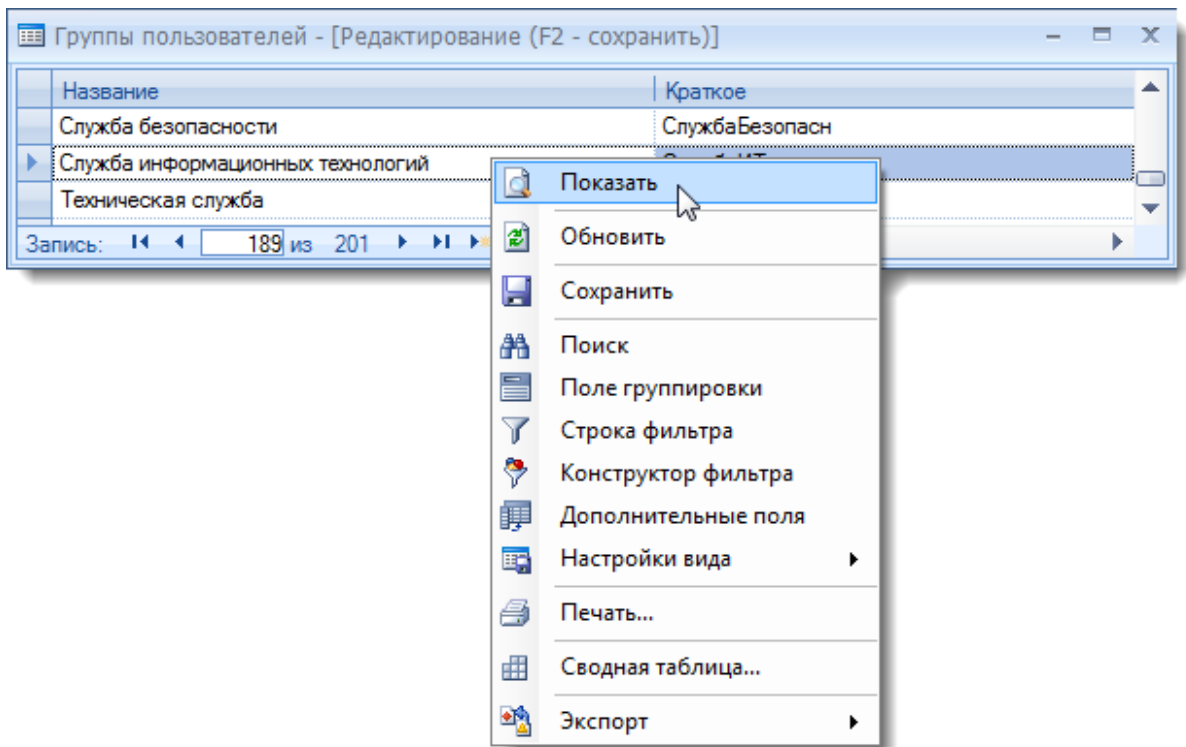 Группы пользователей - [Редактирование (F2 - сохранить)]
Название Краткое
Служба безопасности СлужбаБезопасн
Служба информационных технологий
Техническая служба
Запись: 189 из 201
Показать
Обновить
Сохранить
Поиск
Поле группировки
Строка фильтра
Конструктор фильтра
Дополнительные поля
Настройки вида
Печать...
Сводная таблица...
Экспорт